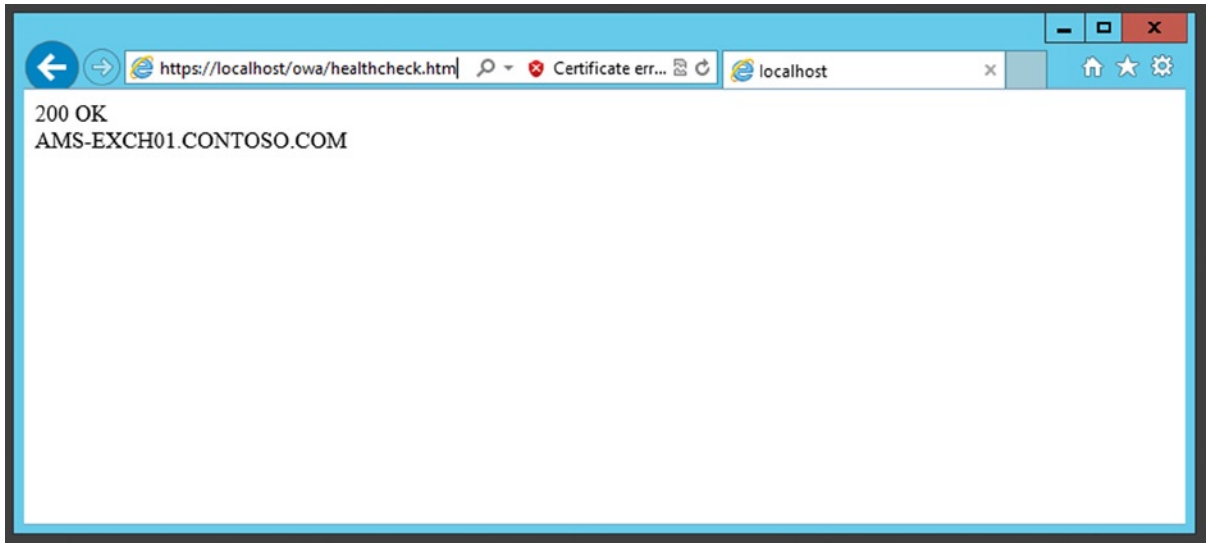 https://localhost/owa/healthcheck.htm
Certificate err...
localhost
200 OK
AMS-EXCH01.CONTOSO.COM